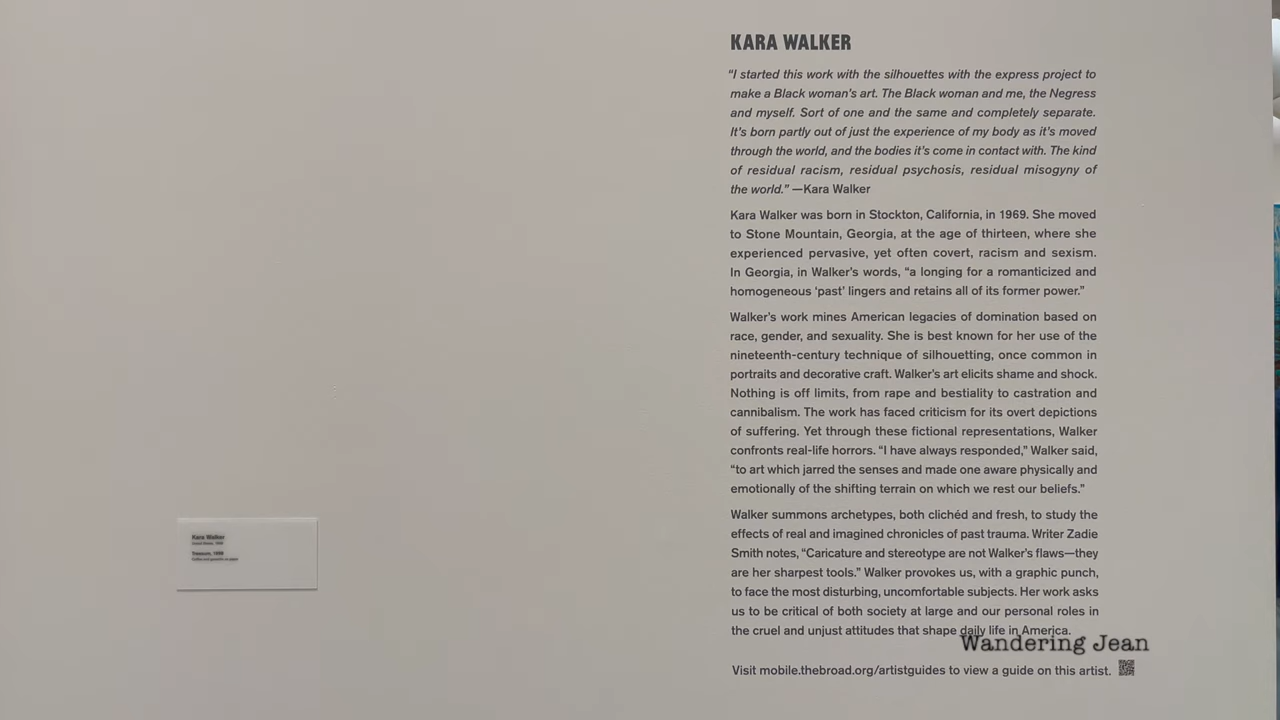 KARA WALKER
“I started this work with the silhouettes with the express project to
make a Black woman’s art. The Black woman and me, the Negress
and myself. Sort of one and the same and completely separate.
It’s born partly out of just the experience of my body as it’s moved
through the world, and the bodies it’s come in contact with. The kind
of residual racism, residual psychosis, residual misogyny of
the world.” —Kara Walker
Kara Walker was born in Stockton, California, in 1969. She moved
to Stone Mountain, Georgia, at the age of thirteen, where she
experienced pervasive, yet often covert, racism and sexism.
In Georgia, in Walker’s words, “a longing for a romanticized and
homogeneous ‘past’ lingers and retains all of its former power.”
Walker’s work mines American legacies of domination based on
race, gender, and sexuality. She is best known for her use of the
nineteenth-century technique of silhouetting, once common in
portraits and decorative craft. Walker’s art elicits shame and shock.
Nothing is off limits, from rape and bestiality to castration and
cannibalism. The work has faced criticism for its overt depictions
of suffering. Yet through these fictional representations, Walker
confronts real-life horrors. “I have always responded,” Walker said,
“to art which jarred the senses and made one aware physically and
emotionally of the shifting terrain on which we rest our beliefs.”
Walker summons archetypes, both clichéd and fresh, to study the
effects of real and imagined chronicles of past trauma. Writer Zadie
Smith notes, “Caricature and stereotype are not Walker’s flaws—they
are her sharpest tools.” Walker provokes us, with a graphic punch,
to face the most disturbing, uncomfortable subjects. Her work asks
us to be critical of both society at large and our personal roles in
the cruel and unjust attitudes that shape daily life in America.
Wandering Jean
Visit mobile.thebroad.org/artistguides to view a guide on this artist.
Kara Walker